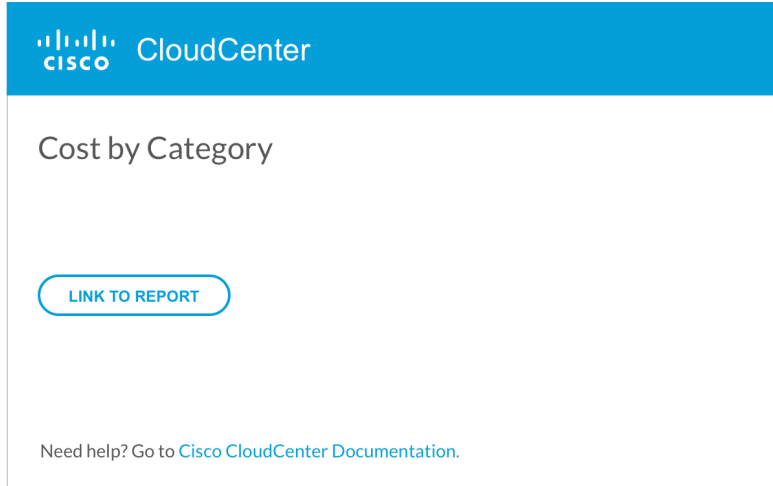 CISCO
CloudCenter
Cost by Category
LINK TO REPORT
Need help? Go to Cisco CloudCenter Documentation.